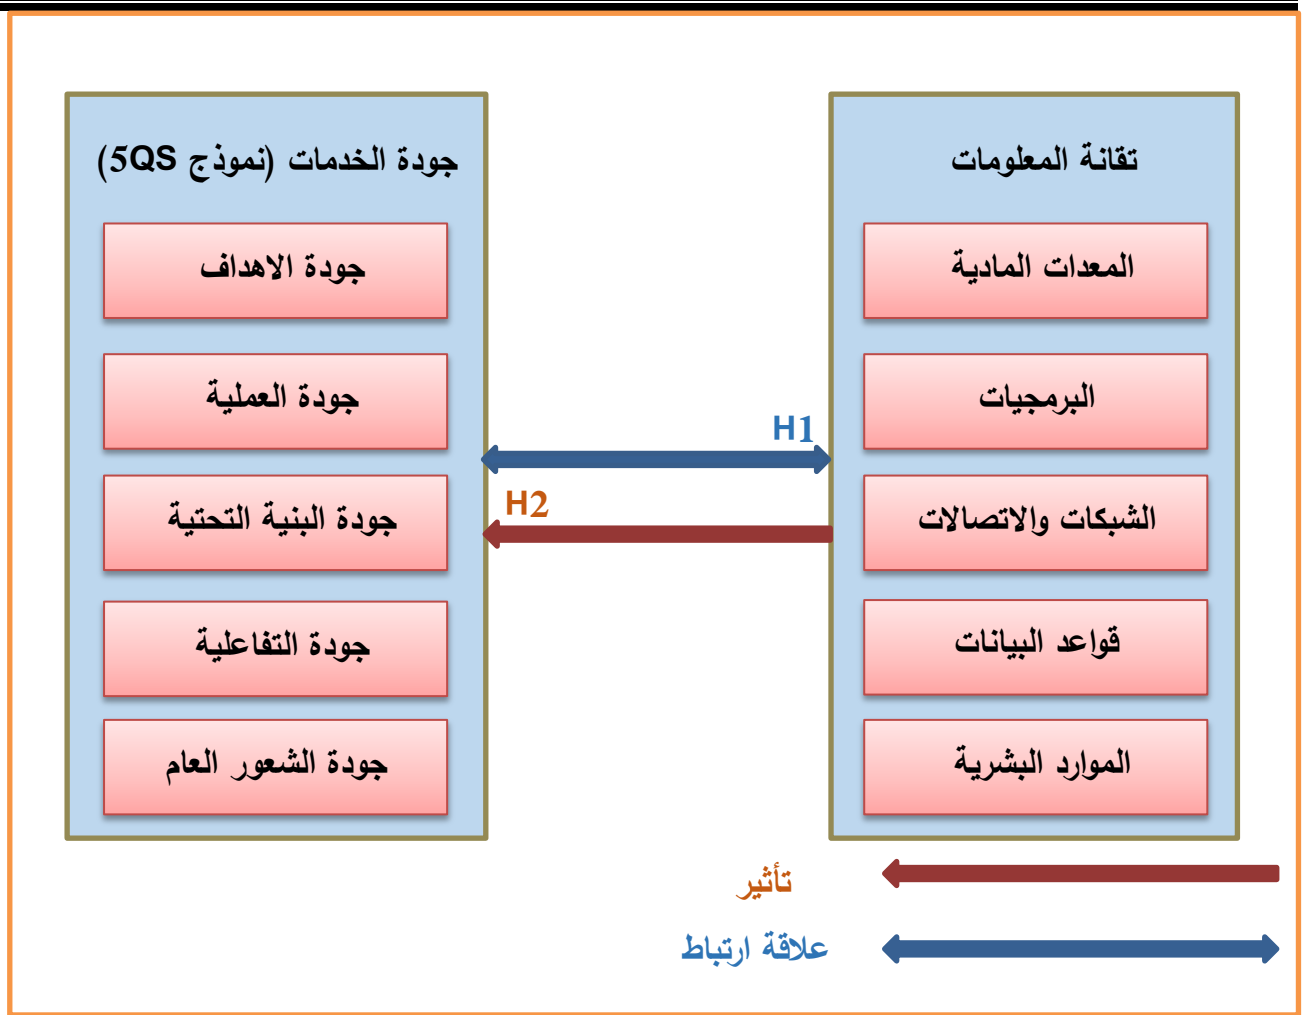 تقانة المعلومات
المعدات المادية
البرمجيات
الشبكات والاتصالات
قواعد البيانات
الموارد البشرية
H1
H2
جودة الخدمات (نموذج 5QS)
جودة الاهداف
جودة العملية
جودة البنية التحتية
جودة التفاعلية
جودة الشعور العام
تأثير
علاقة ارتباط